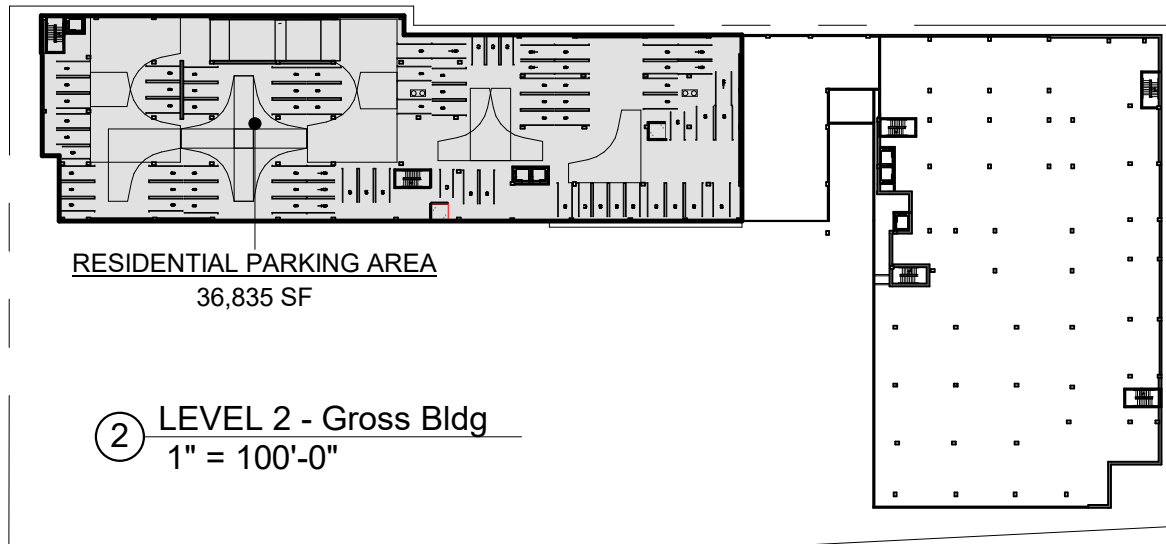 RESIDENTIAL PARKING AREA
36,835 SF
2
LEVEL 2 - Gross Bldg
1" = 100'-0"